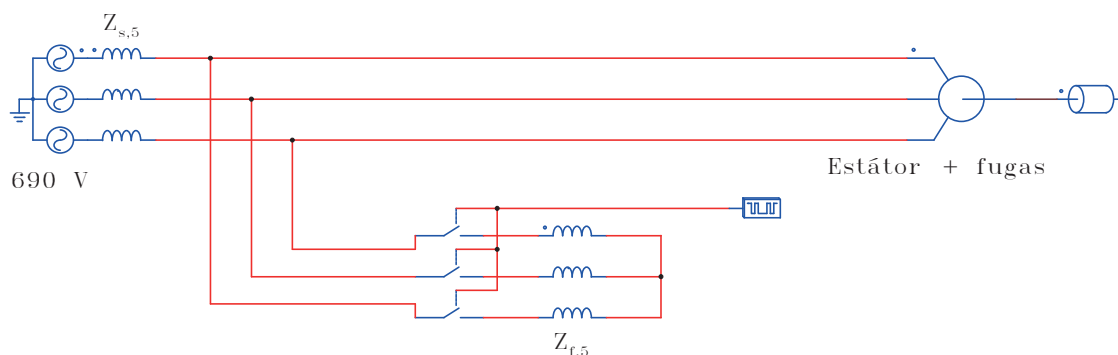 Z_{s,5}
690 V
Estátor + fugas
Z_{f,5}